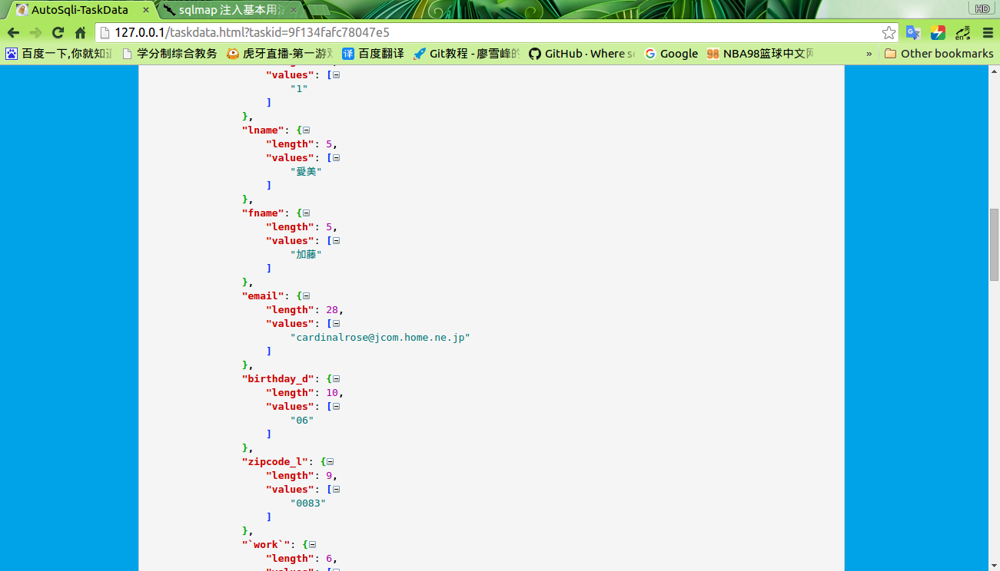 AutoSqli-TaskData
sqlmap 注入基本用法
HD
127.0.0.1/taskdata.html?taskid=9f134fafc78047e5
百度一下,你就知道
学分制综合教务
虎牙直播-第一游戏
百度翻译
Git教程 - 廖雪峰的
GitHub · Where so
Google
NBA98篮球中文网
»
Other bookmarks
"values": [
"1"
]
},
"lname": {
"length": 5,
"values": [
"愛美"
]
},
"fname": {
"length": 5,
"values": [
"加藤"
]
},
"email": {
"length": 28,
"values": [
"cardinalrose@jcom.home.ne.jp"
]
},
"birthday_d": {
"length": 10,
"values": [
"06"
]
},
"zipcode_l": {
"length": 9,
"values": [
"0083"
]
},
"`work`": {
"length": 6,